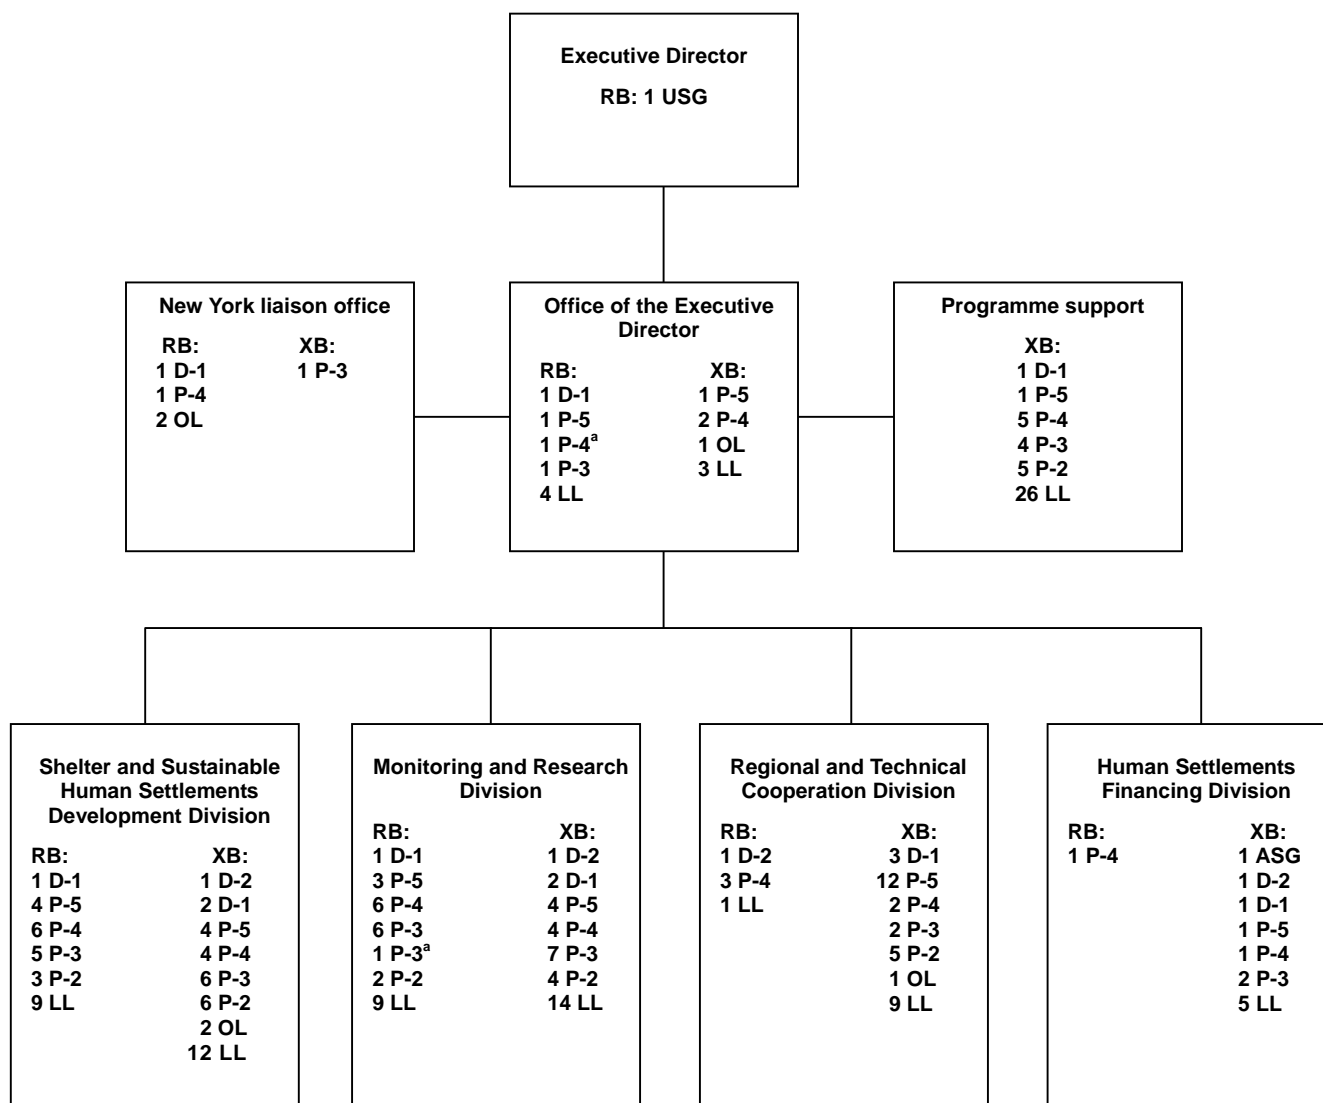 Executive Director
RB: 1 USG
New York liaison office
RB:
1 D-1
1 P-4
2 OL
XB:
1 P-3
Office of the Executive
Director
RB:
1 D-1
1 P-5
1 P-4ᵃ
1 P-3
4 LL
XB:
1 P-5
2 P-4
1 OL
3 LL
Programme support
XB:
1 D-1
1 P-5
5 P-4
4 P-3
5 P-2
26 LL
Shelter and Sustainable
Human Settlements
Development Division
RB:
1 D-1
4 P-5
6 P-4
5 P-3
3 P-2
9 LL
XB:
1 D-2
2 D-1
4 P-5
4 P-4
6 P-3
6 P-2
2 OL
12 LL
Monitoring and Research
Division
RB:
1 D-1
3 P-5
6 P-4
6 P-3
1 P-3ᵃ
2 P-2
9 LL
XB:
1 D-2
2 D-1
4 P-5
4 P-4
7 P-3
4 P-2
14 LL
Regional and Technical
Cooperation Division
RB:
1 D-2
3 P-4
1 LL
XB:
3 D-1
12 P-5
2 P-4
2 P-3
5 P-2
1 OL
9 LL
Human Settlements
Financing Division
RB:
1 P-4
XB:
1 ASG
1 D-2
1 D-1
1 P-5
1 P-4
2 P-3
5 LL